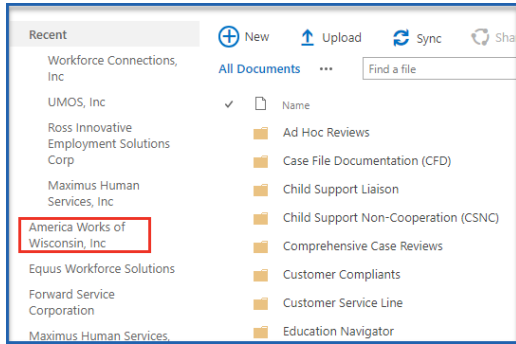 Recent
Workforce Connections,
Inc
UMOS, Inc
Ross Innovative
Employment Solutions
Corp
Maximus Human
Services, Inc
America Works of
Wisconsin, Inc
Equus Workforce Solutions
Forward Service
Corporation
Maximus Human Services,
New Upload Sync Sha
All Documents ... Find a file
Name
Ad Hoc Reviews
Case File Documentation (CFD)
Child Support Liaison
Child Support Non-Cooperation (CSNC)
Comprehensive Case Reviews
Customer Compliants
Customer Service Line
Education Navigator